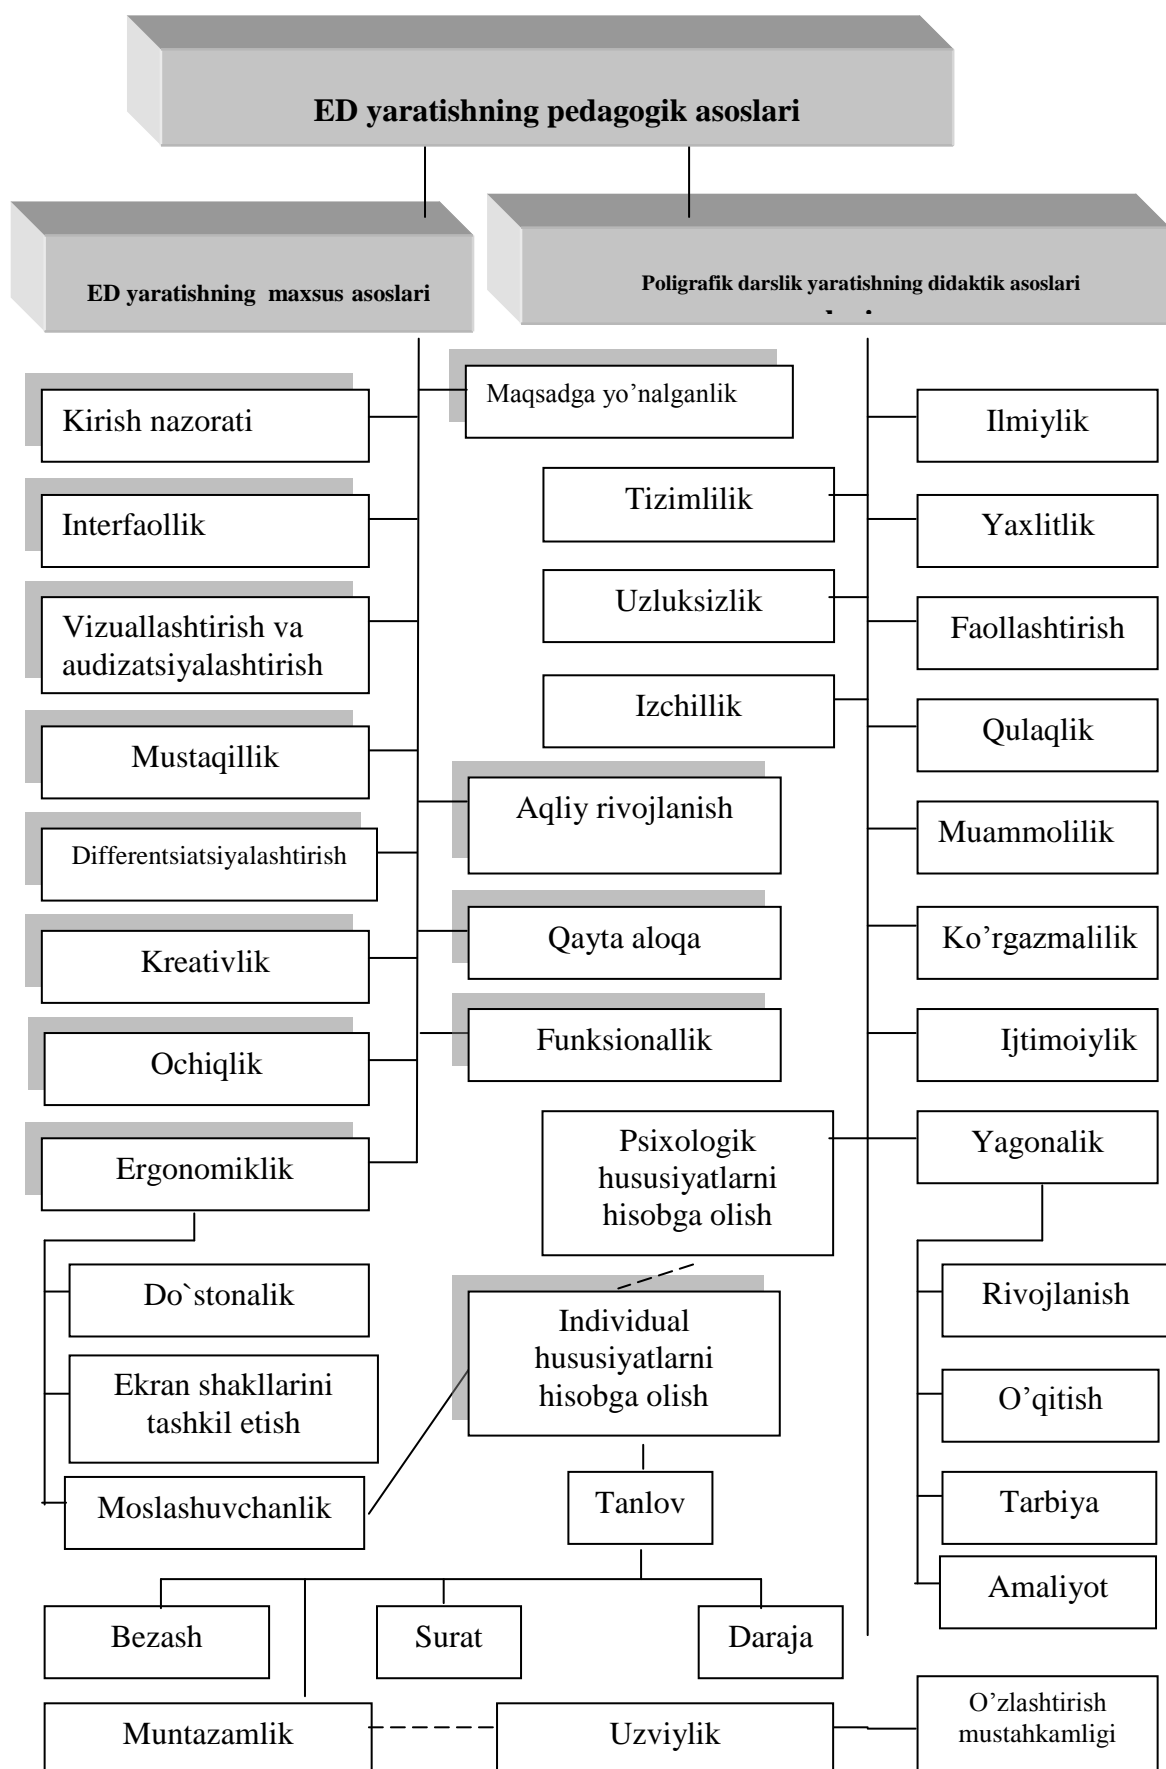 ED yaratishning pedagogik asoslari
ED yaratishning maxsus asoslari
Poligrafik darslik yaratishning didaktik asoslari
Maqsadga yo’nalganlik
Kirish nazorati
Ilmiylik
Tizimlilik
Interfaollik
Yaxlitlik
Uzluksizlik
Vizuallashtirish va
audizatsiyalashtirish
Faollashtirish
Izchillik
Mustaqillik
Qulaqlik
Aqliy rivojlanish
Muammolilik
Differentsiatsiyalashtirish
Qayta aloqa
Kreativlik
Ko’rgazmalilik
Funksionallik
Ochiqlik
Ijtimoiylik
Psixologik
hususiyatlarni
hisobga olish
Ergonomiklik
Yagonalik
Do`stonalik
Individual
hususiyatlarni
hisobga olish
Rivojlanish
Ekran shakllarini
tashkil etish
O’qitish
Moslashuvchanlik
Tanlov
Tarbiya
Amaliyot
Bezash
Surat
Daraja
Muntazamlik
Uzviylik
O’zlashtirish
mustahkamligi